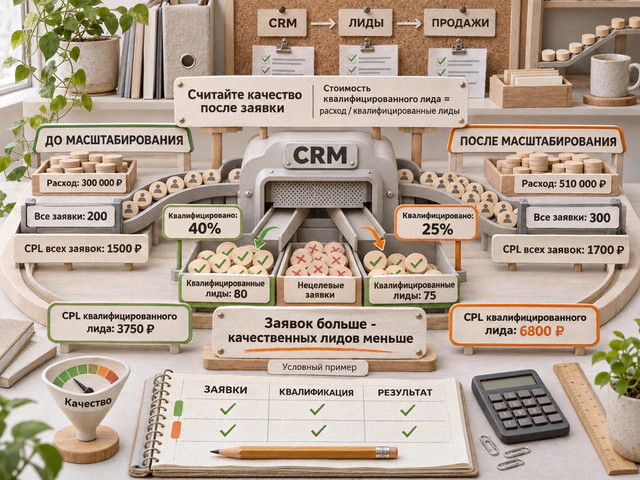 CRM
ЛИДЫ
ПРОДАЖИ
Считайте качество
после заявки
Стоимость
квалифицированного лида =
расход / квалифицированные лиды
ДО МАСШТАБИРОВАНИЯ
ПОСЛЕ МАСШТАБИРОВАНИЯ
CRM
Расход: 300 000 ₽
Расход: 510 000 ₽
Все заявки: 200
Квалифицировано:
40%
Квалифицировано:
25%
Все заявки: 300
CPL всех заявок: 1500 ₽
CPL всех заявок: 1700 ₽
Квалифицированные
лиды: 80
Нецелевые
заявки
Квалифицированные
лиды: 75
CPL квалифицированного
лида: 3750 ₽
Заявок больше -
качественных лидов меньше
CPL квалифицированного
лида: 6800 ₽
Условный пример
Качество
ЗАЯВКИ
КВАЛИФИКАЦИЯ
РЕЗУЛЬТАТ